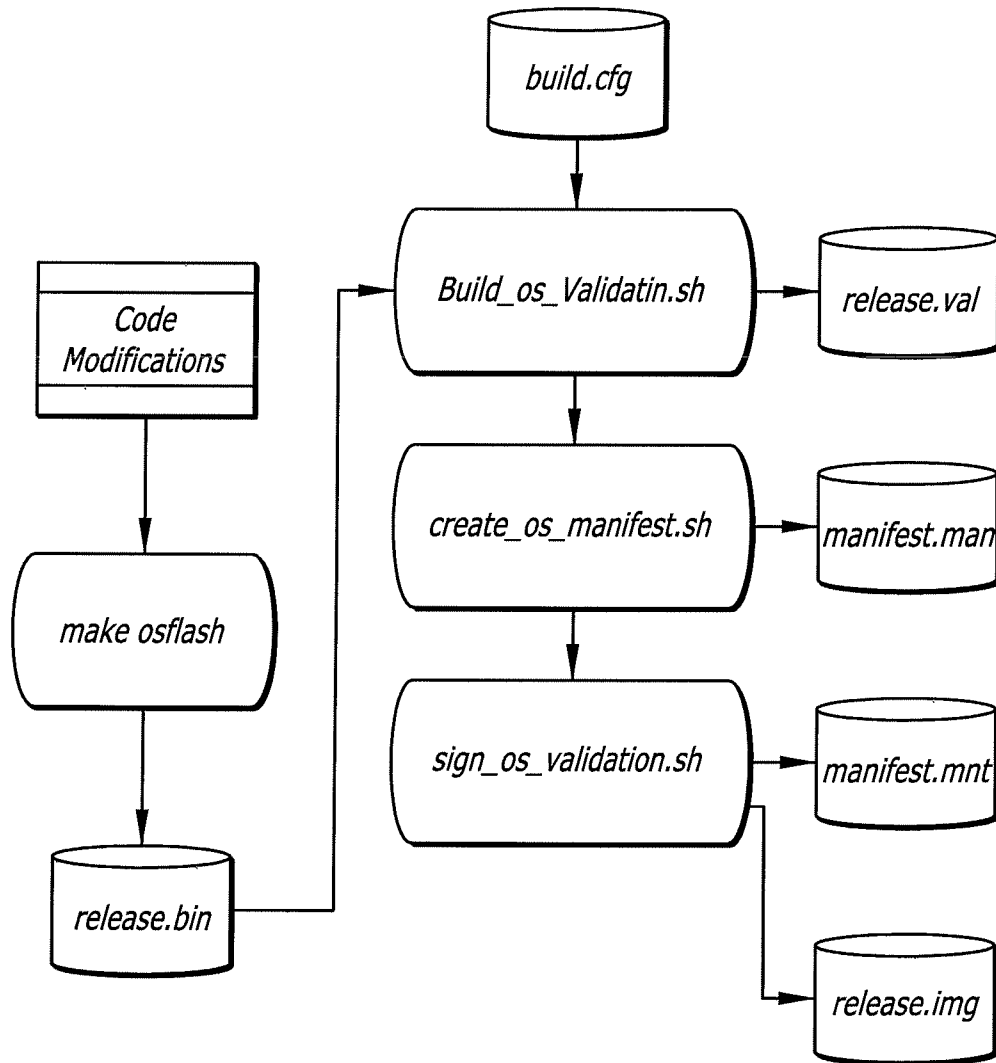 build.cfg
Build_os_Validatin.sh
release.val
Code
Modifications
create_os_manifest.sh
manifest.man
make osflash
sign_os_validation.sh
manifest.mnt
release.bin
release.img